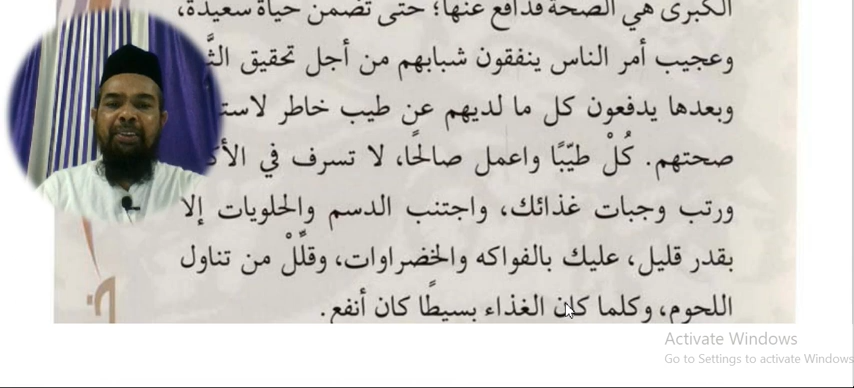 الكبرى هي الصحة فدافع عنها؛ حتى تضمن حياة سعيدة،
وعجيب أمر الناس ينفقون شبابهم من أجل تحقيق
وبعدها يدفعون كل ما لديهم عن طيب خاطر
صحتهم. كُلْ طيّبًا واعمل صالحًا، لا تسرف في
ورتب وجبات غذائك، واجتنب الدسم والحلويات إلا
بقدر قليل، عليك بالفواكه والخضراوات، وقلِّلْ من تناول
اللحوم، وكلما كان الغذاء بسيطًا كان أنفع.
Activate Windows
Go to Settings to activate Windows